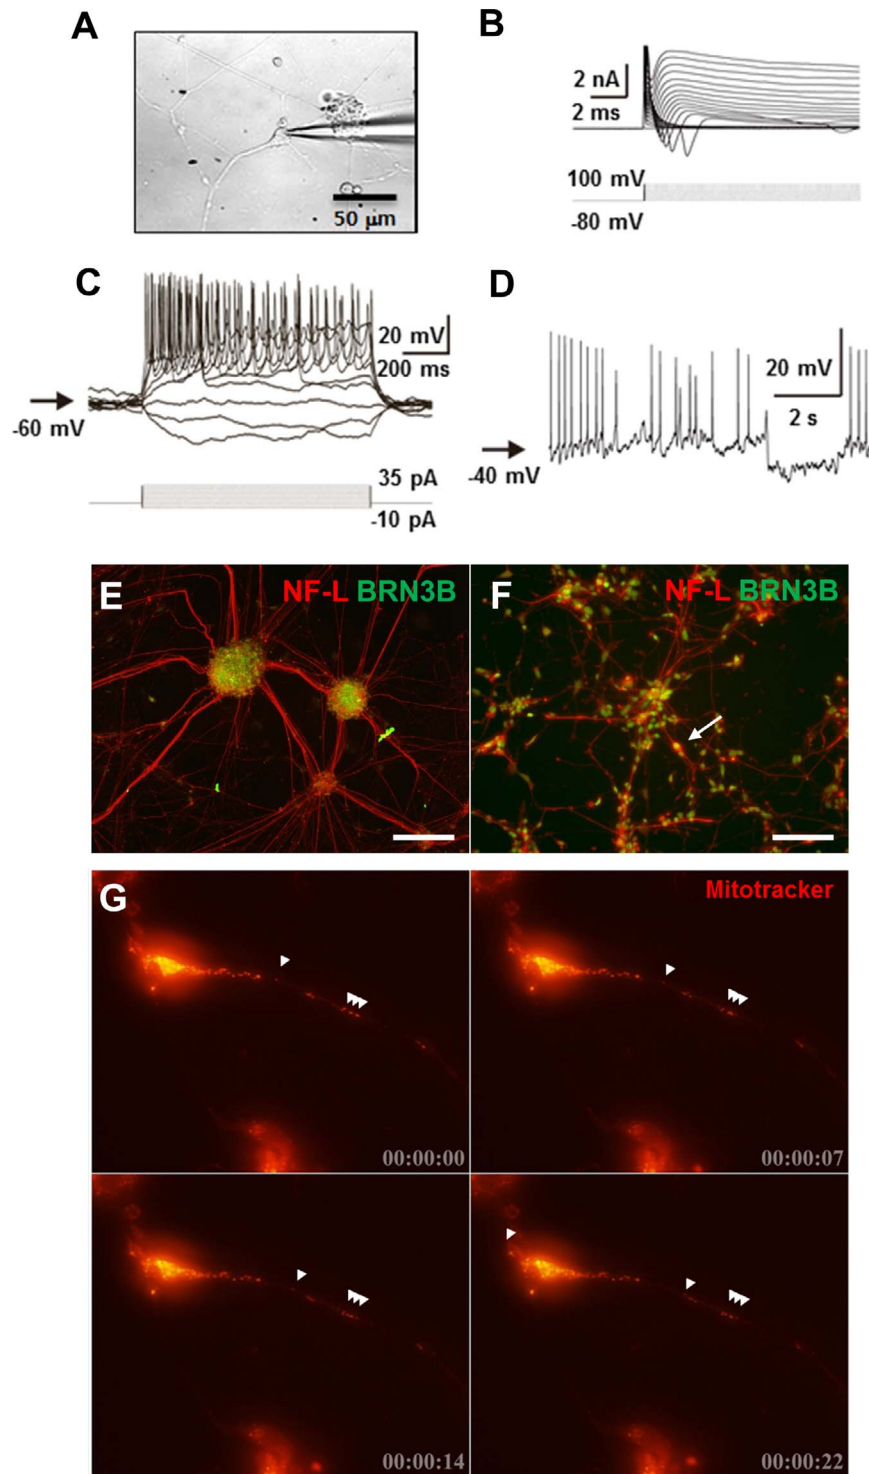 A
50 µm
B
2 nA
2 ms
100 mV
-80 mV
C
20 mV
200 ms
-60 mV
35 pA
-10 pA
D
20 mV
2 s
-40 mV
E
NF-L BRN3B
F
NF-L BRN3B
G
Mitotracker
00:00:00
00:00:07
00:00:14
00:00:22